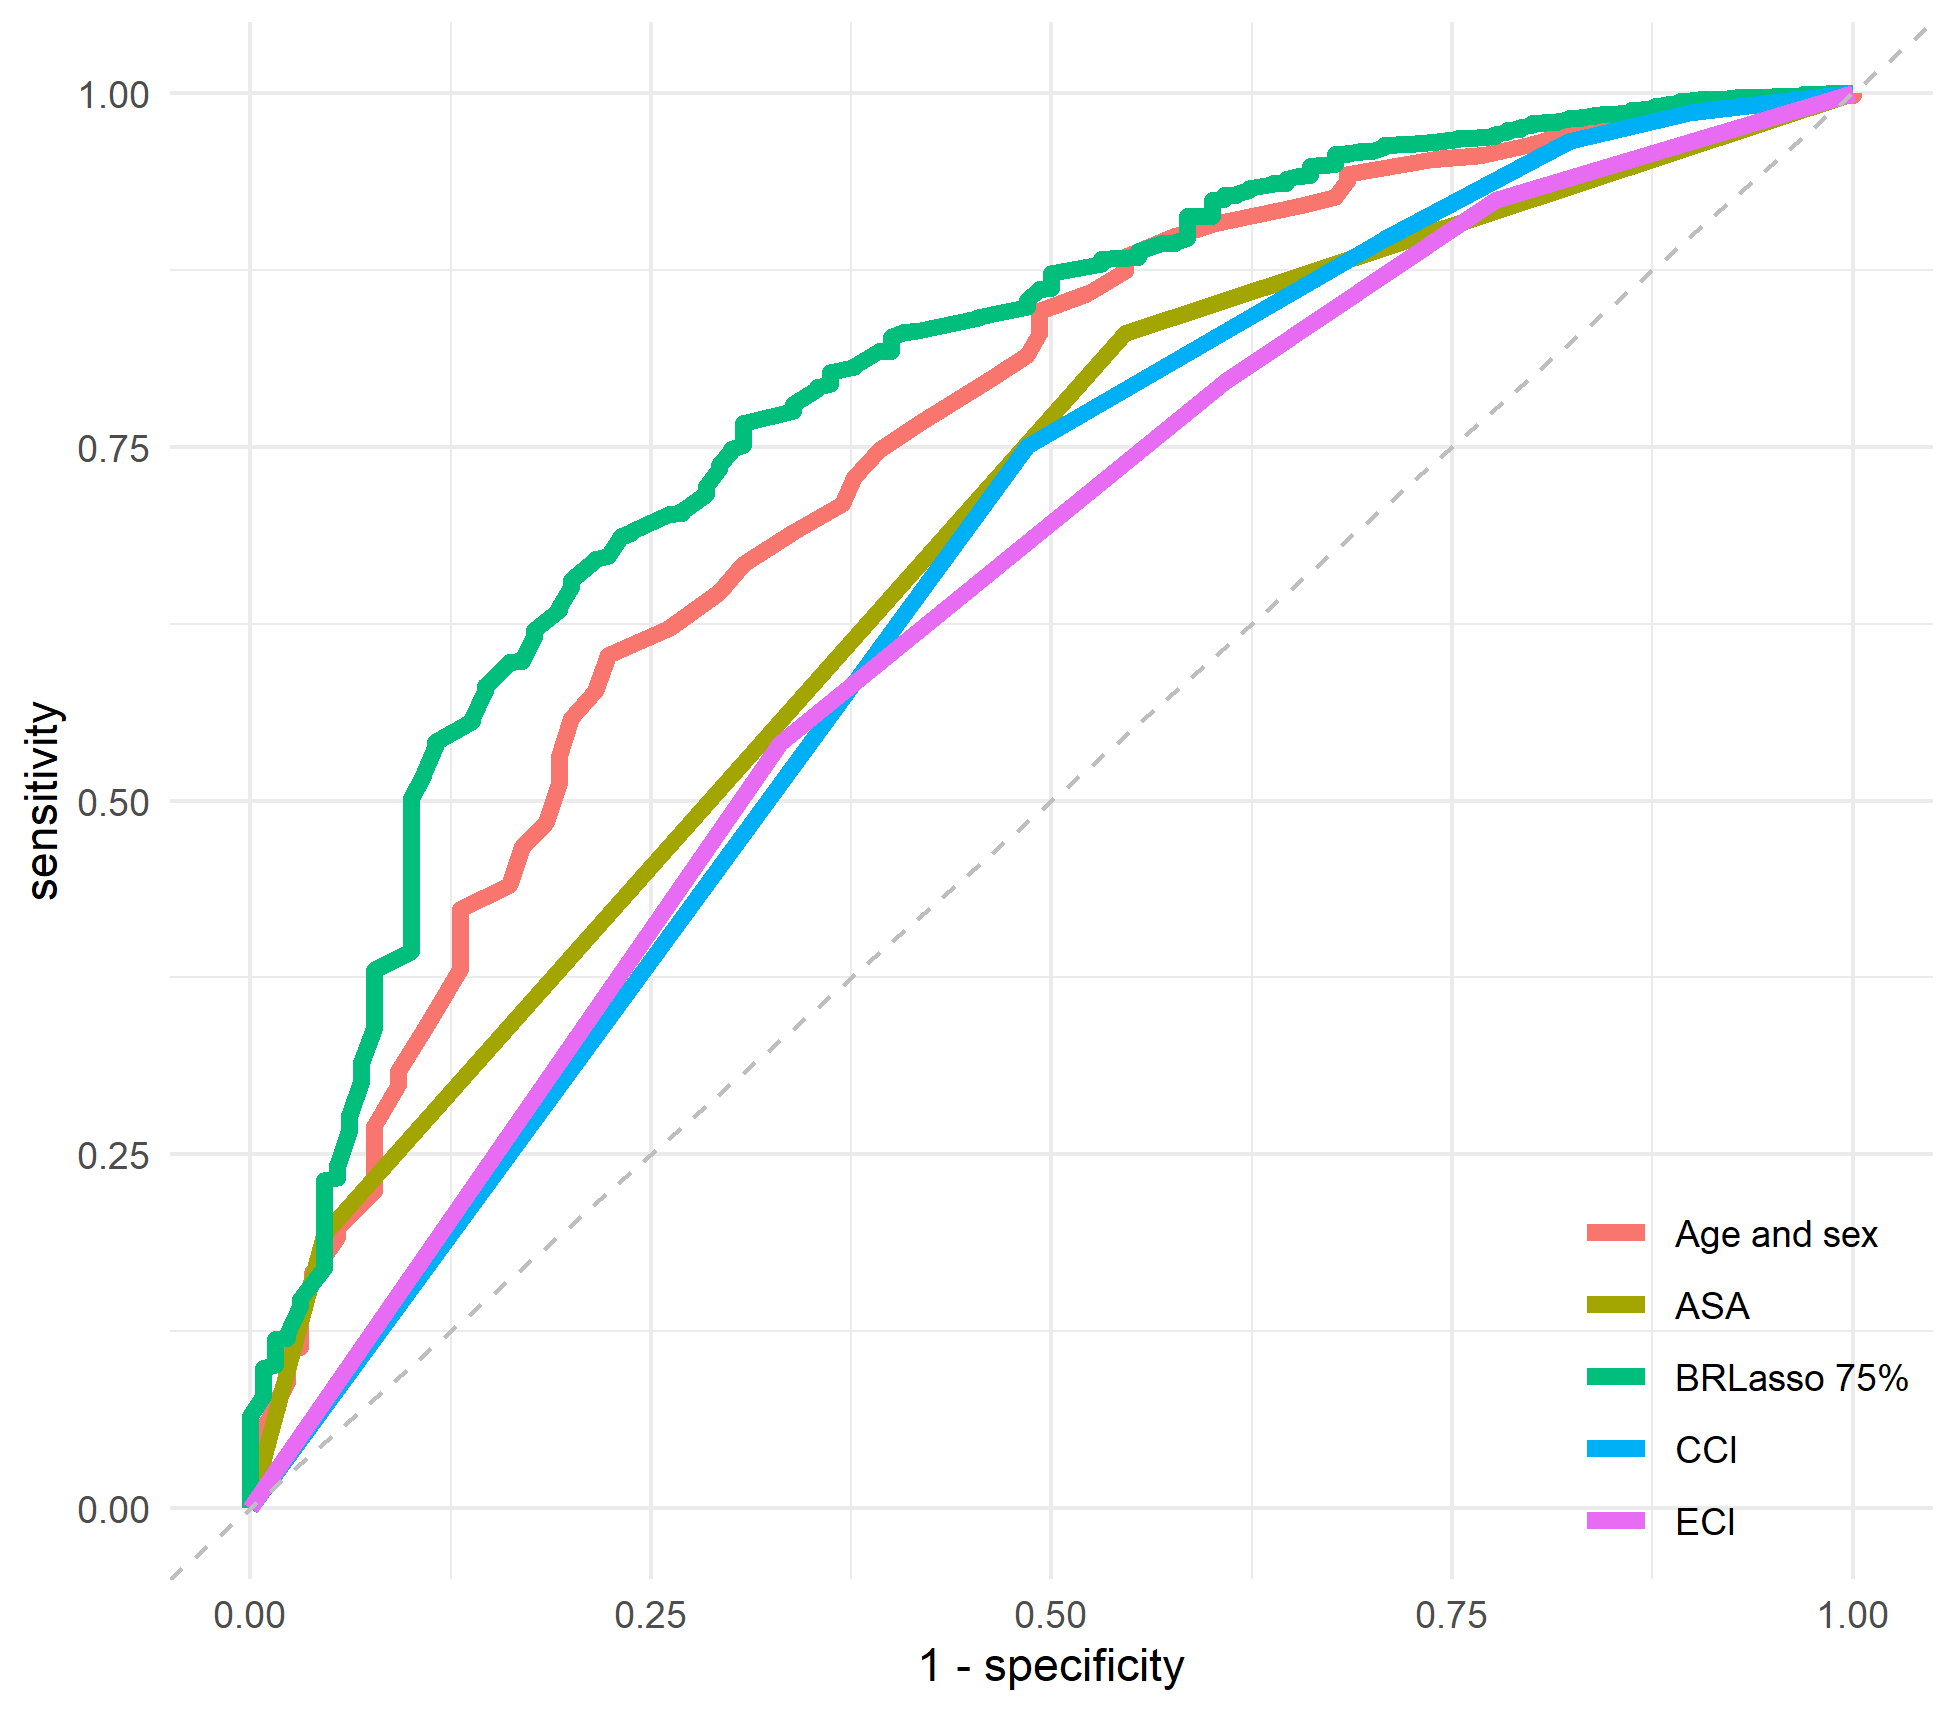 1.00
0.75
0.50
0.25
0.00
sensitivity
Age and sex
ASA
BRLasso 75%
CCI
ECI
0.00 0.25 0.50 0.75 1.00
1 - specificity